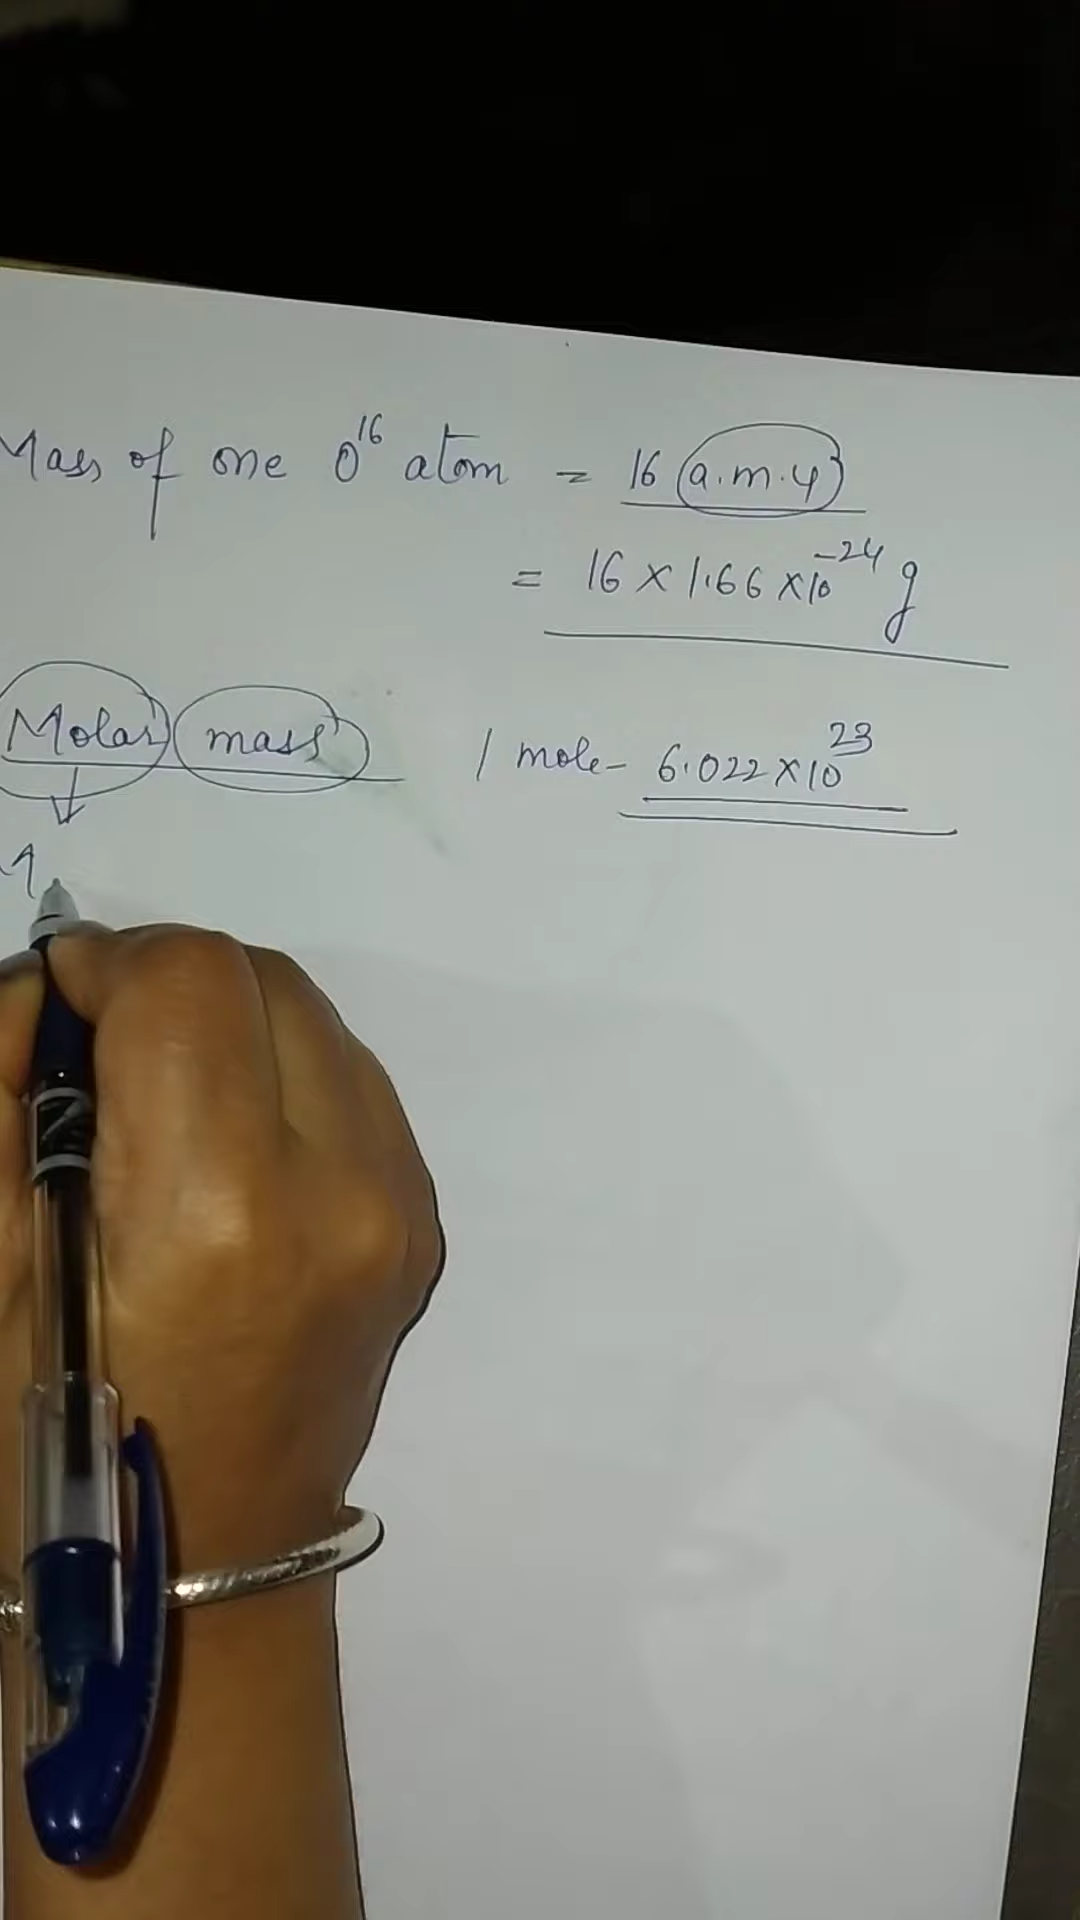 Mass of one O¹⁶ atom = 16 a.m.u
= 16 × 1.66 × 10⁻²⁴ g
Molar mass 1 mole - 6.022 × 10²³
M